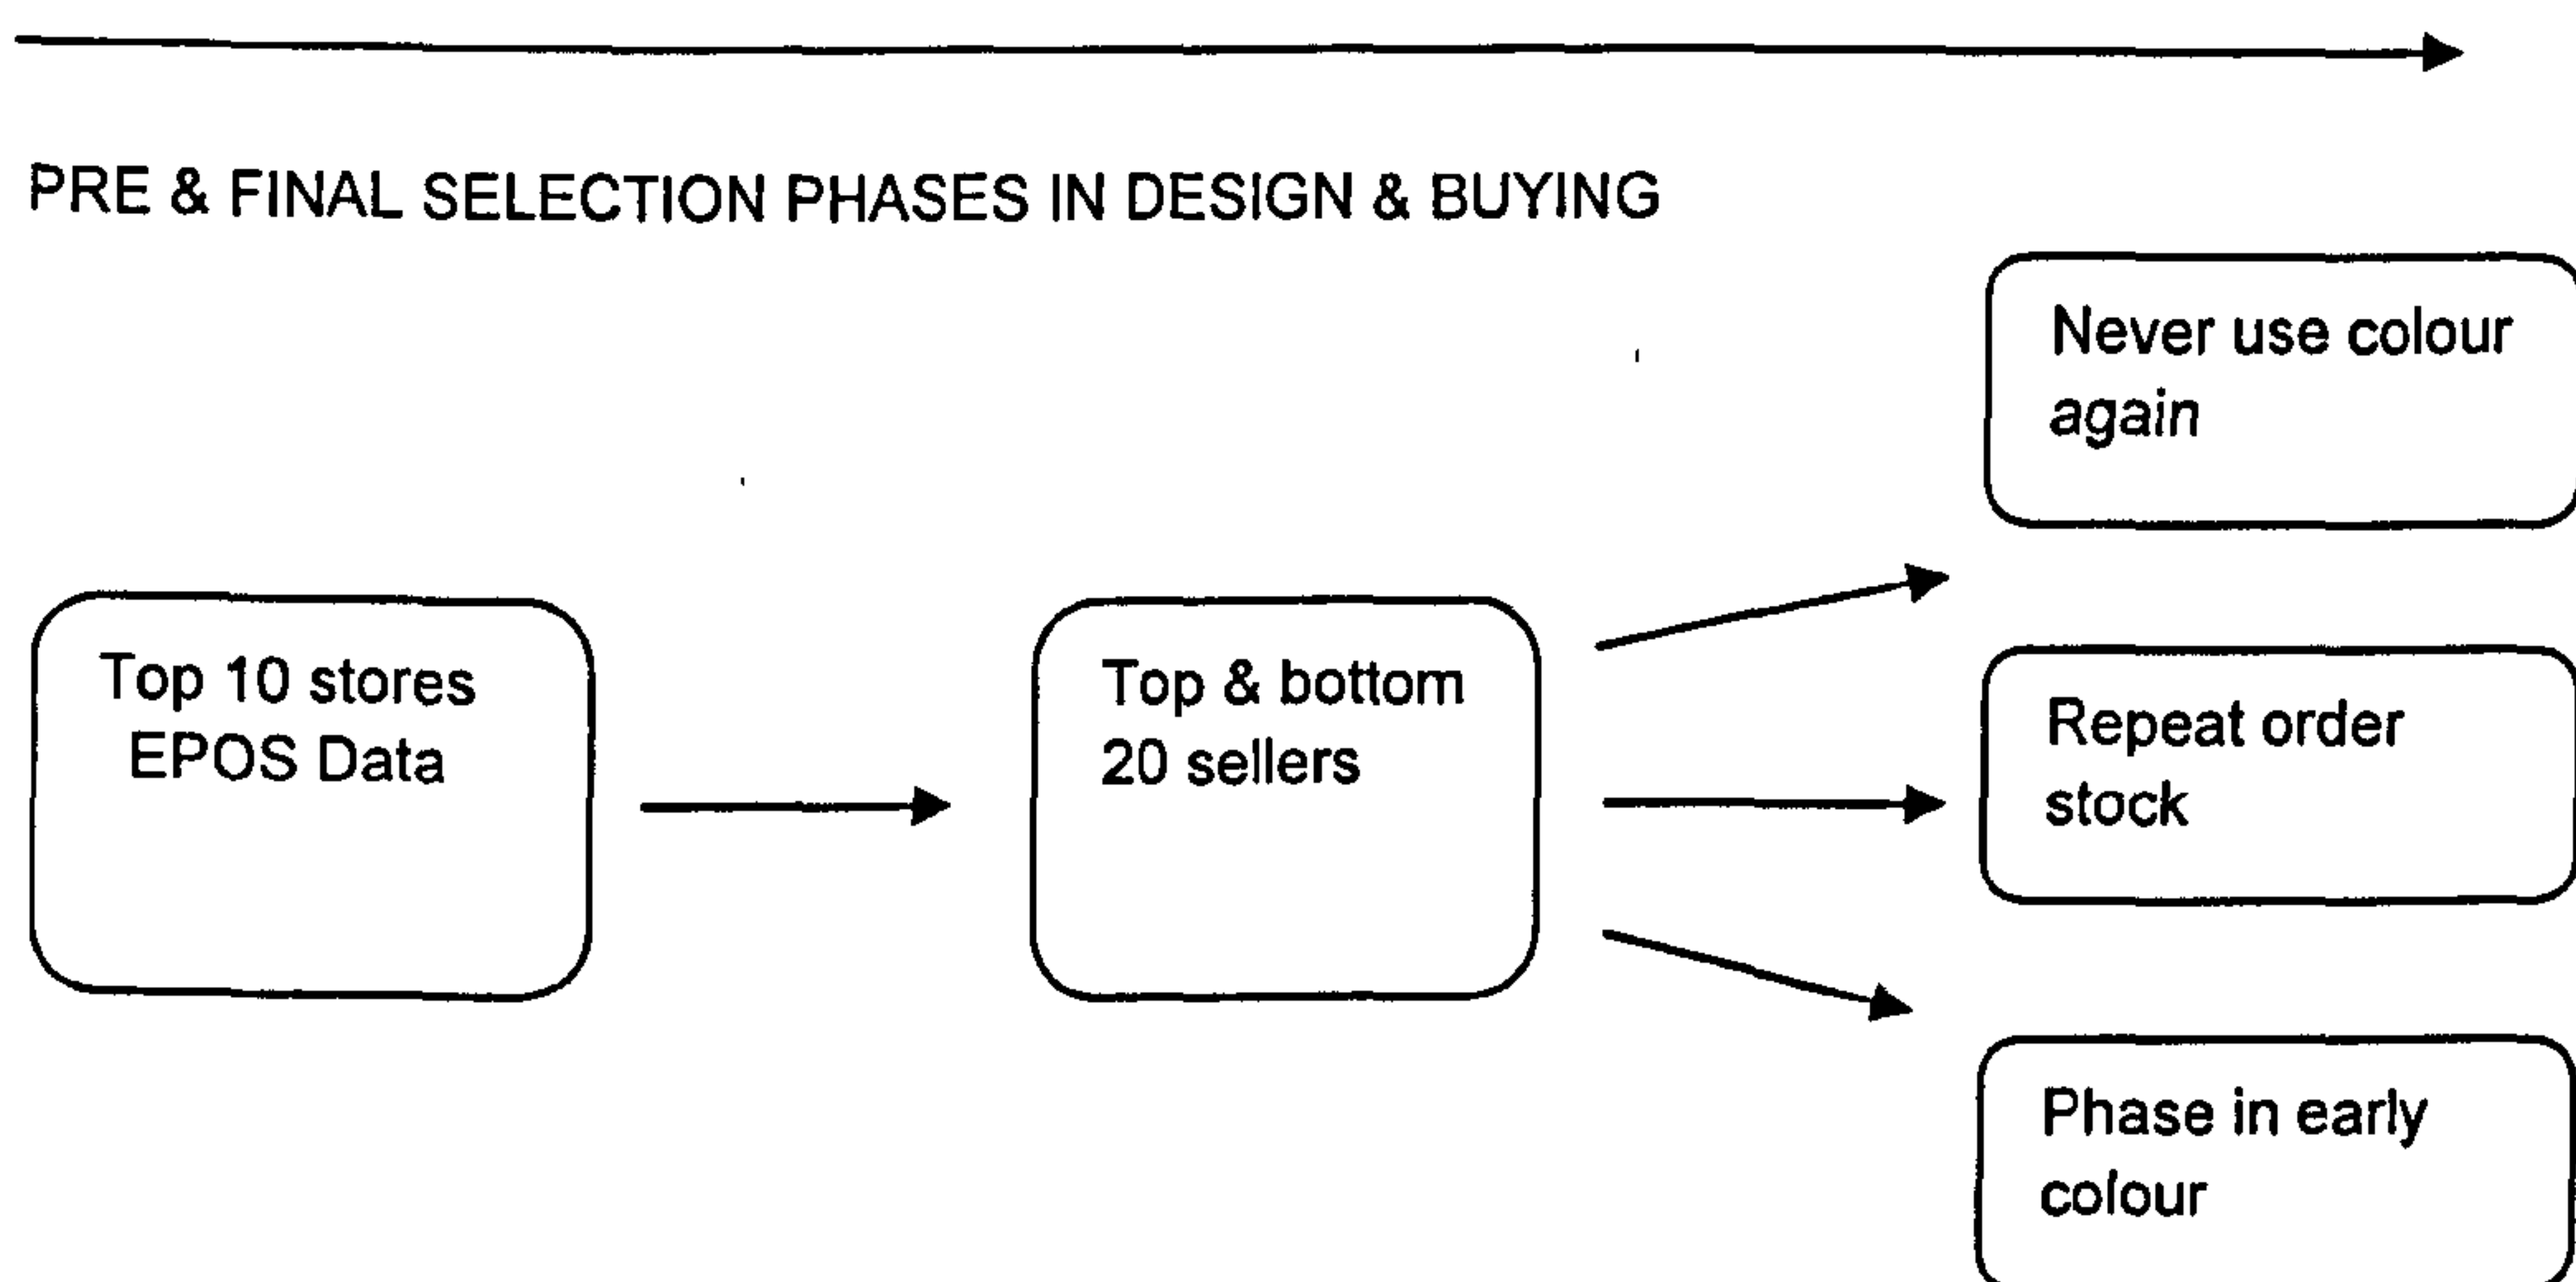 PRE & FINAL SELECTION PHASES IN DESIGN & BUYING
Never use colour
again
Top 10 stores
EPOS Data
Top & bottom
20 sellers
Repeat order
stock
Phase in early
colour